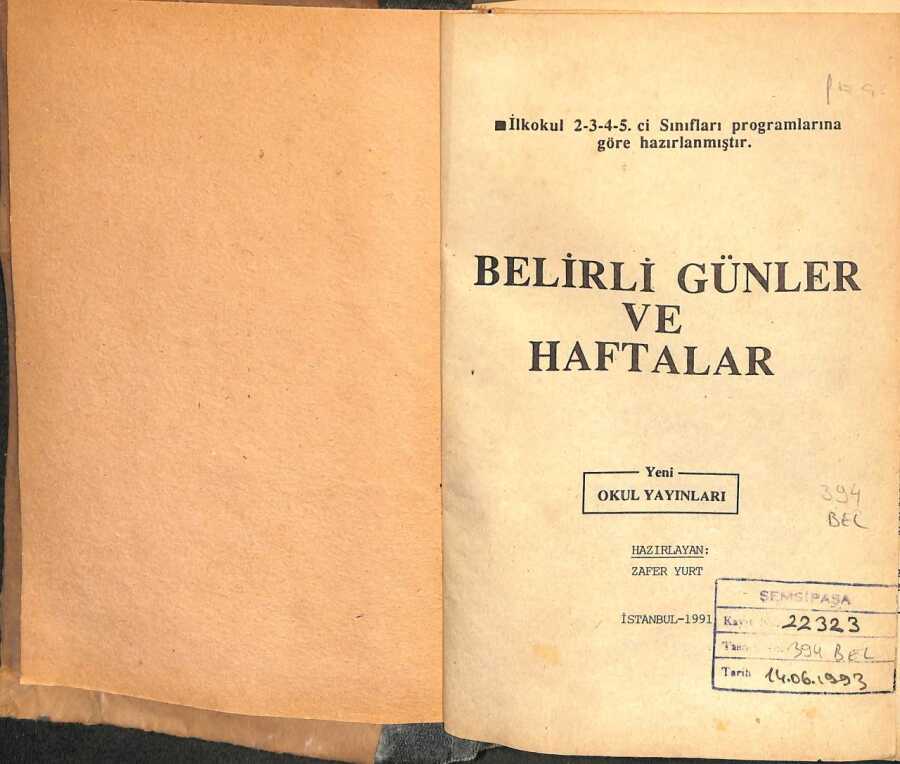 ■İlkokul 2-3-4-5. ci Sınıfları programlarına
göre hazırlanmıştır.
BELİRLİ GÜNLER
VE
HAFTALAR
Yeni
OKUL YAYINLARI
394
BEL
HAZIRLAYAN:
ZAFER YURT
İSTANBUL-1991
ŞEMSİPAŞA
Kayıt 22323
394 BEL
Tarih 14.06.1993